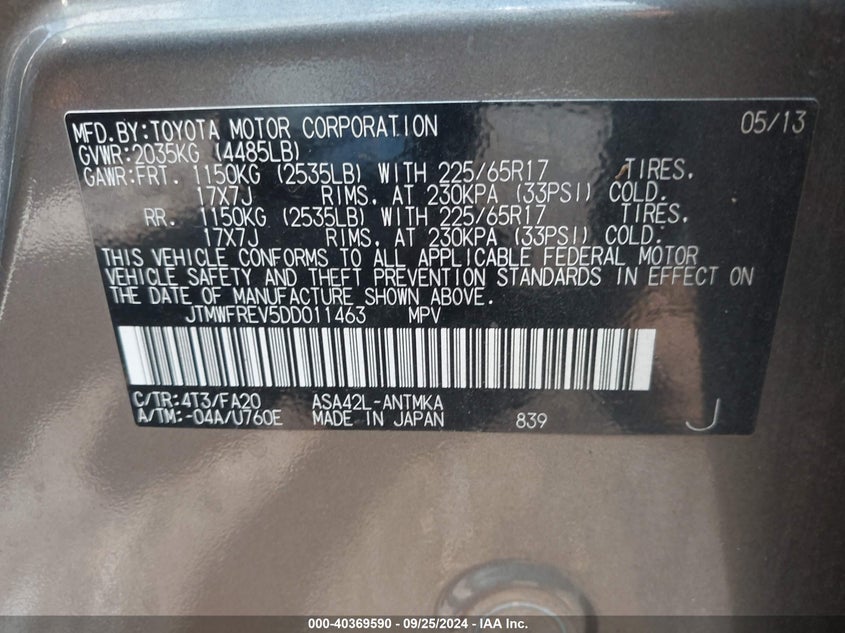 MFD.BY:TOYOTA MOTOR CORPORATION 05/13
GVWR:2035KG (4485LB)
GAWR:FRT. 1150KG (2535LB) WITH 225/65R17 TIRES,
17X7J RIMS, AT 230KPA (33PSI) COLD.
RR. 1150KG (2535LB) WITH 225/65R17 TIRES,
17X7J RIMS, AT 230KPA (33PSI) COLD.
THIS VEHICLE CONFORMS TO ALL APPLICABLE FEDERAL MOTOR
VEHICLE SAFETY AND THEFT PREVENTION STANDARDS IN EFFECT ON
THE DATE OF MANUFACTURE SHOWN ABOVE.
JTMWFREV5DD011463 MPV
C/TR:4T3/FA20 ASA42L-ANTMKA
A/TM:-04A/U760E MADE IN JAPAN 839 J
000-40369590 - 09/25/2024 - IAA Inc.